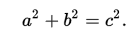 a² + b² = c².